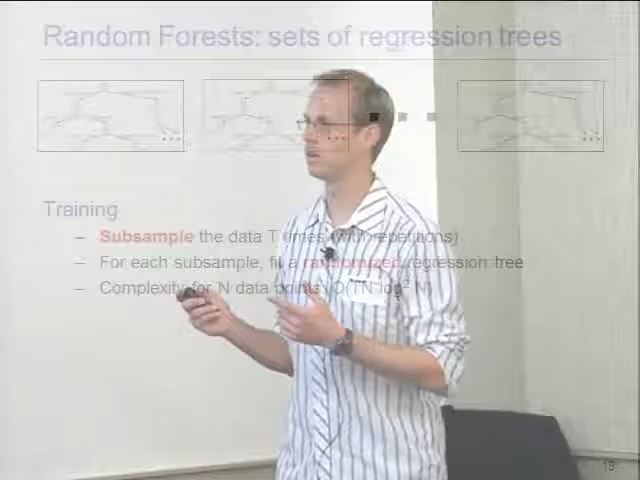 Random Forests: sets of regression trees
Training
– Subsample the data T times (with repetitions)
– For each subsample, fit a randomized regression tree
– Complexity for N data points: O(TN log² N)
18